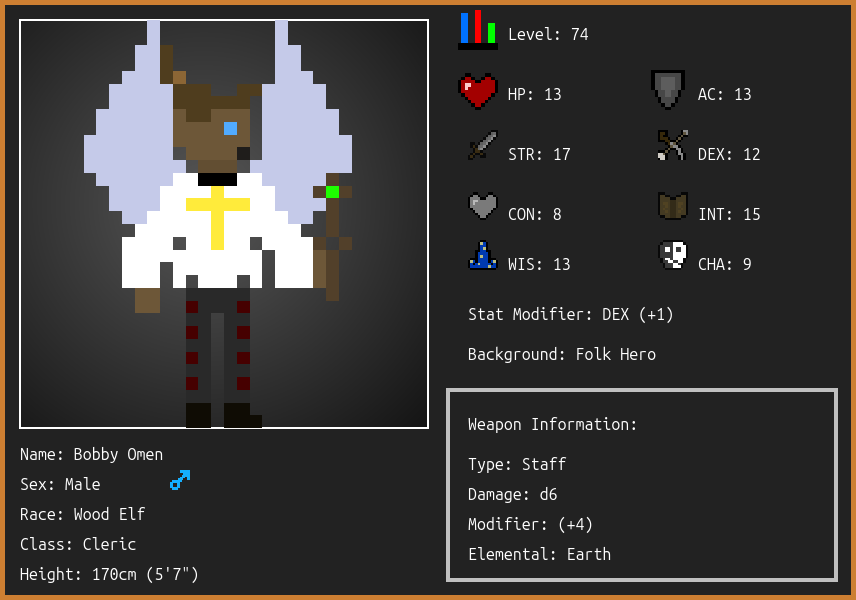 Level: 74
HP: 13
AC: 13
STR: 17
DEX: 12
CON: 8
INT: 15
WIS: 13
CHA: 9
Stat Modifier: DEX (+1)
Background: Folk Hero
Weapon Information:
Type: Staff
Damage: d6
Modifier: (+4)
Elemental: Earth
Name: Bobby Omen
Sex: Male
Race: Wood Elf
Class: Cleric
Height: 170cm (5'7")